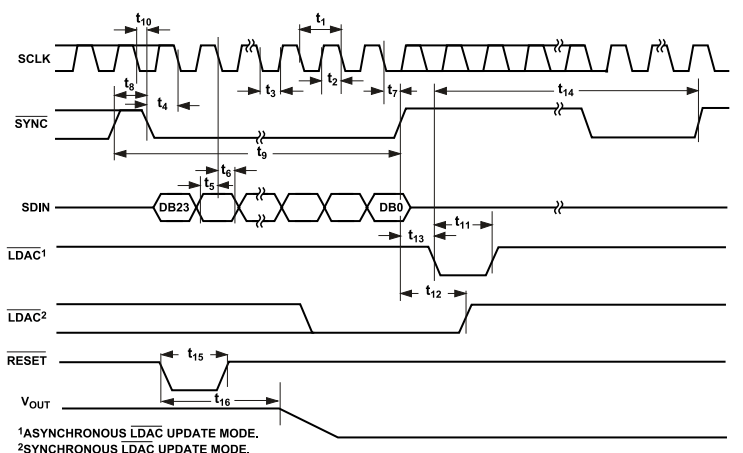 t10
t1
SCLK
t8
t4
t3
t2
t7
t14
SYNC
t9
t6
t5
SDIN
DB23
DB0
t13
t11
LDAC1
t12
LDAC2
t15
RESET
t16
VOUT
1ASYNCHRONOUS LDAC UPDATE MODE.
2SYNCHRONOUS LDAC UPDATE MODE.